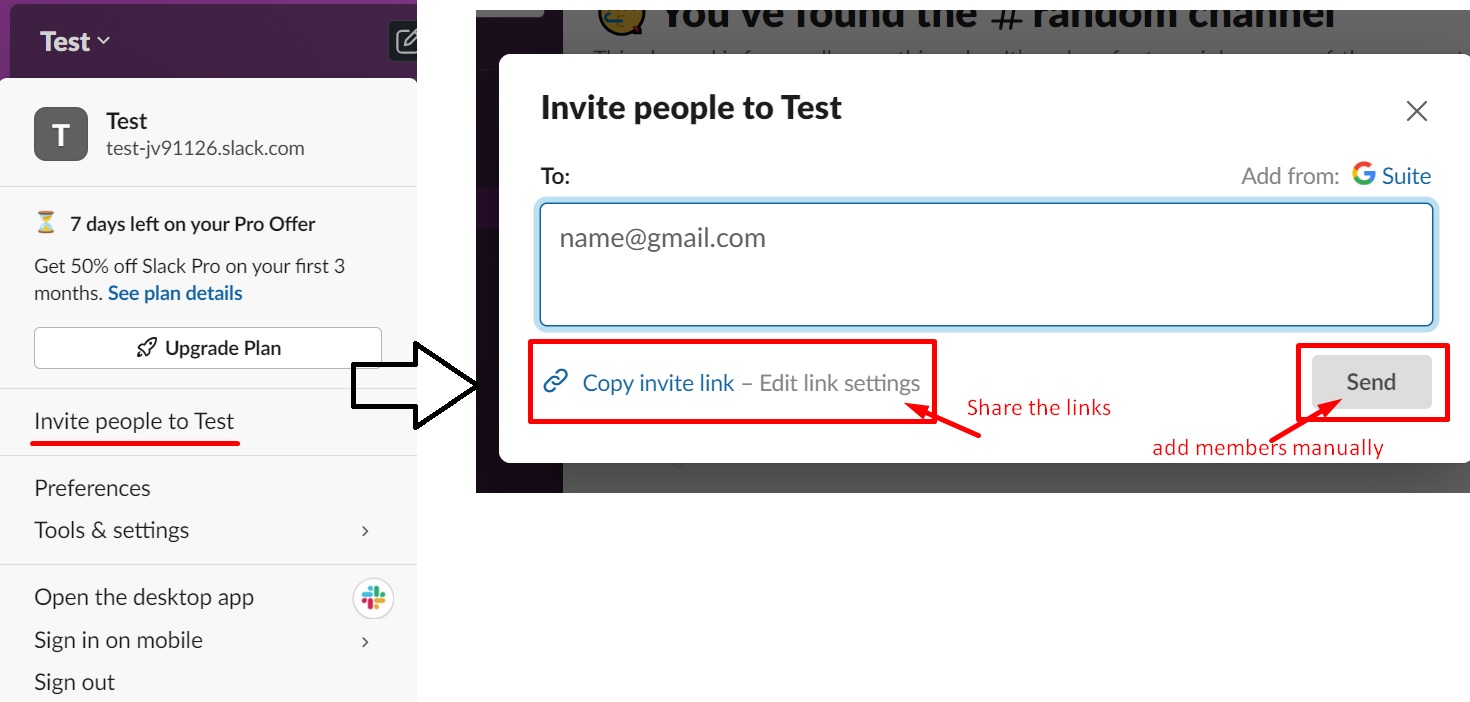 Test
T
Test
test-jv91126.slack.com
7 days left on your Pro Offer
Get 50% off Slack Pro on your first 3
months. See plan details
Upgrade Plan
Invite people to Test
Preferences
Tools & settings
Open the desktop app
Sign in on mobile
Sign out
You've found the # random channel
Invite people to Test
To:
Add from: G Suite
name@gmail.com
Copy invite link – Edit link settings
Send
Share the links
add members manually